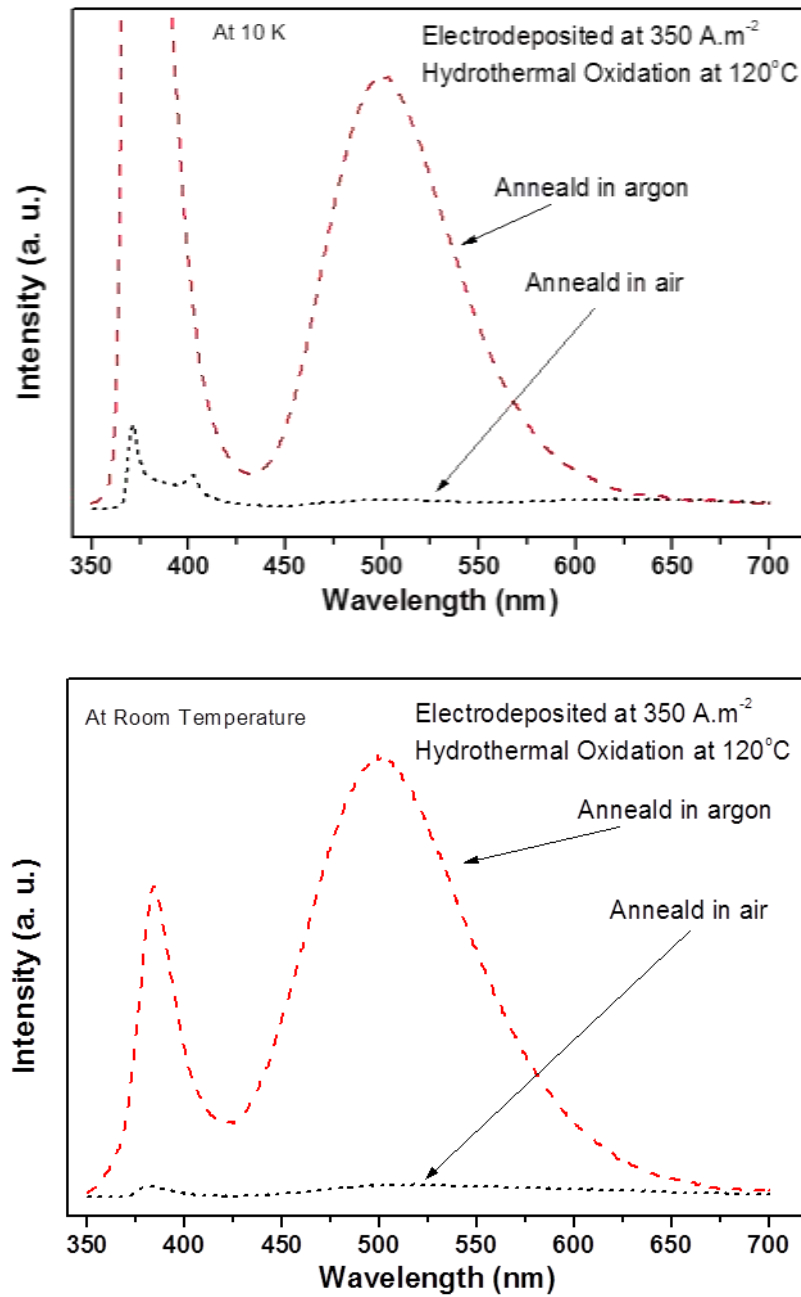 At 10 K
Electrodeposited at 350 A.m⁻²
Hydrothermal Oxidation at 120°C
Anneald in argon
Anneald in air
Intensity (a. u.)
350 400 450 500 550 600 650 700
Wavelength (nm)
At Room Temperature
Electrodeposited at 350 A.m⁻²
Hydrothermal Oxidation at 120°C
Anneald in argon
Anneald in air
Intensity (a. u.)
350 400 450 500 550 600 650 700
Wavelength (nm)